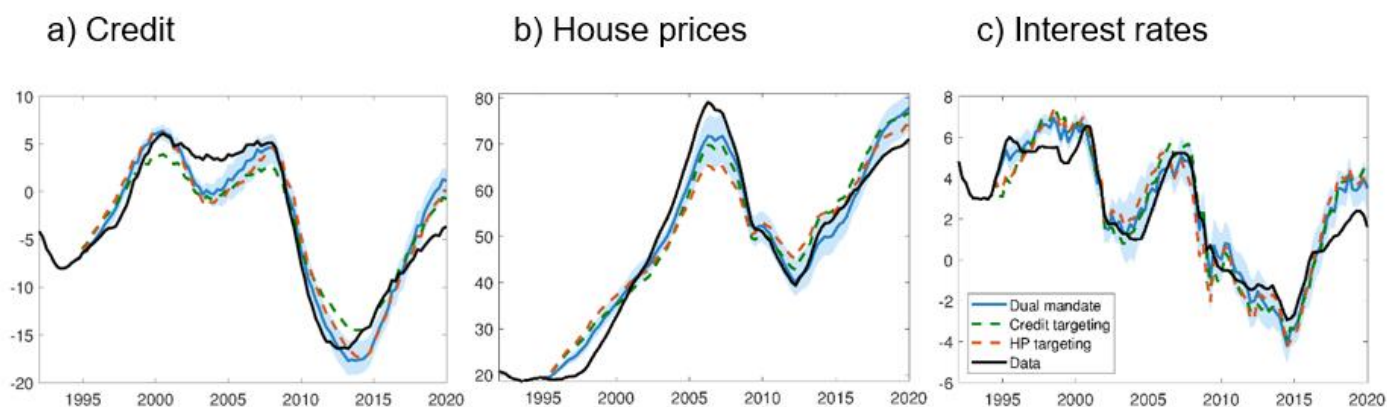 a) Credit
b) House prices
c) Interest rates
10
5
0
-5
-10
-15
-20
1995 2000 2005 2010 2015 2020
80
70
60
50
40
30
20
1995 2000 2005 2010 2015 2020
8
6
4
2
0
-2
-4
-6
Dual mandate
Credit targeting
HP targeting
Data
1995 2000 2005 2010 2015 2020